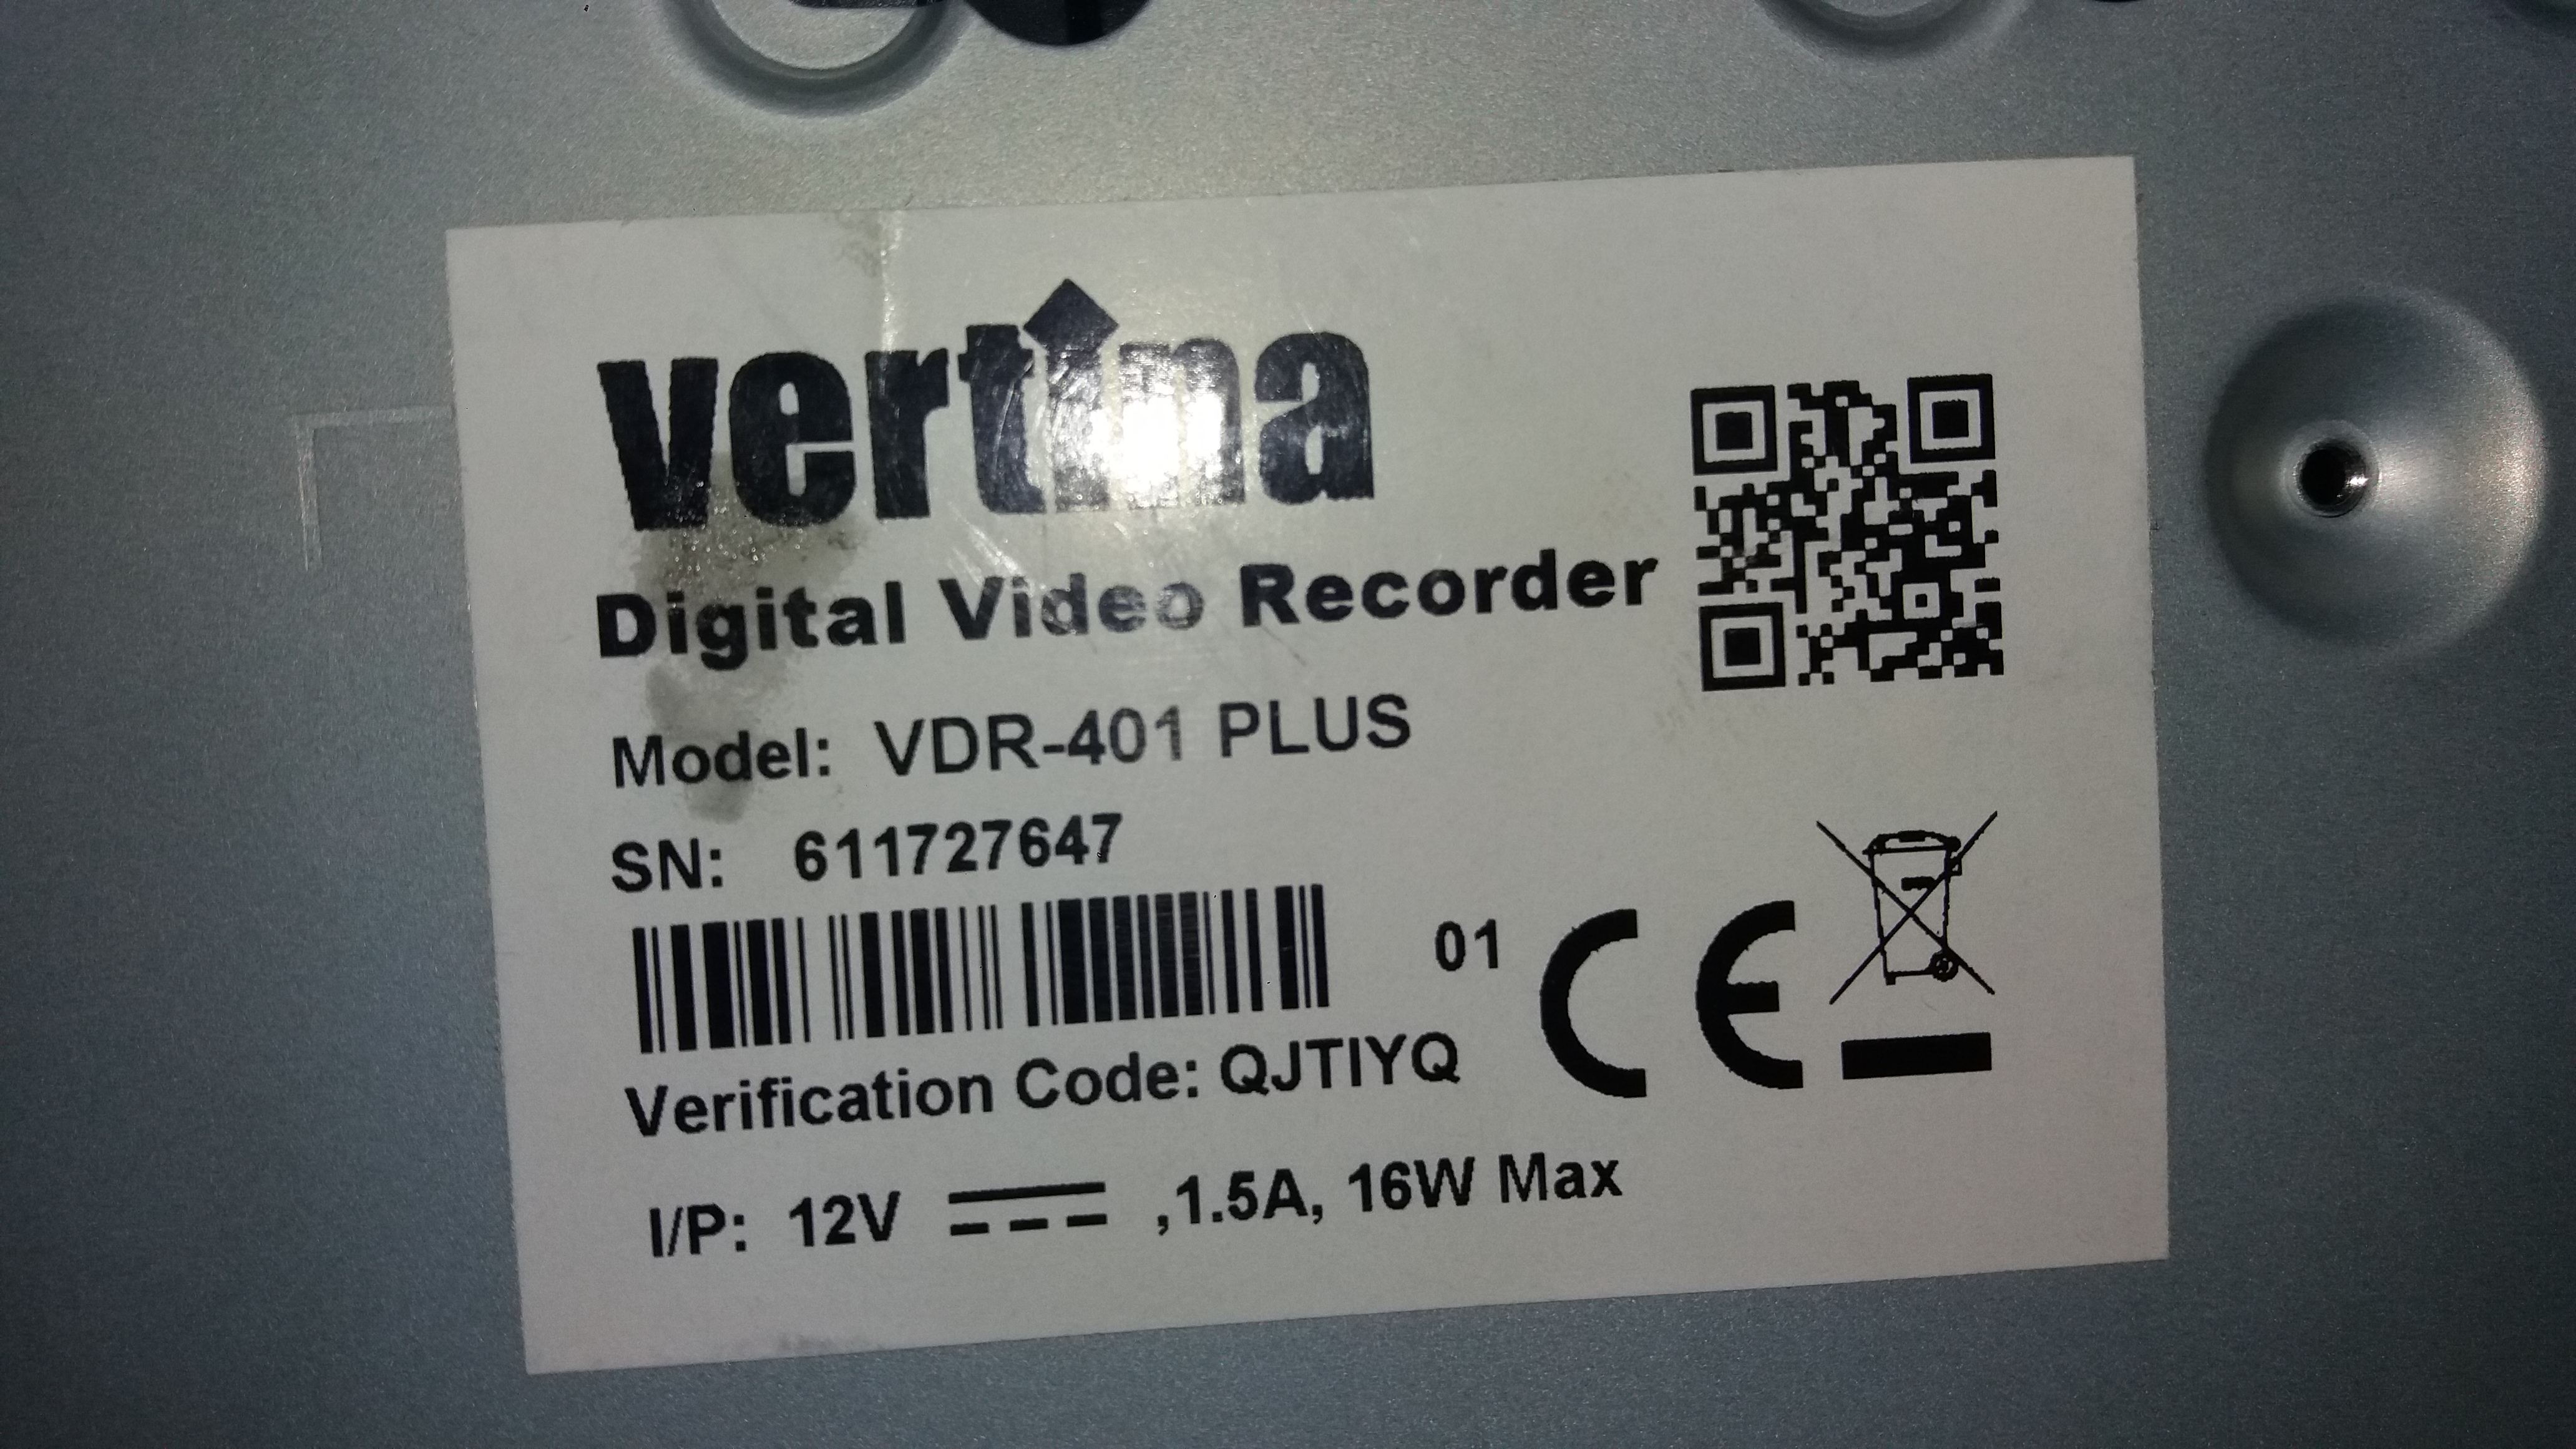 vertina
Digital Video Recorder
Model: VDR-401 PLUS
SN: 611727647
01
CE
Verification Code: QJTIYQ
I/P: 12V ⎓ ,1.5A, 16W Max